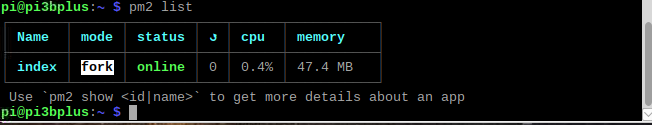 pi@pi3bplus:~ $ pm2 list
Name mode status ↺ cpu memory
index fork online 0 0.4% 47.4 MB
Use `pm2 show <id|name>` to get more details about an app
pi@pi3bplus:~ $